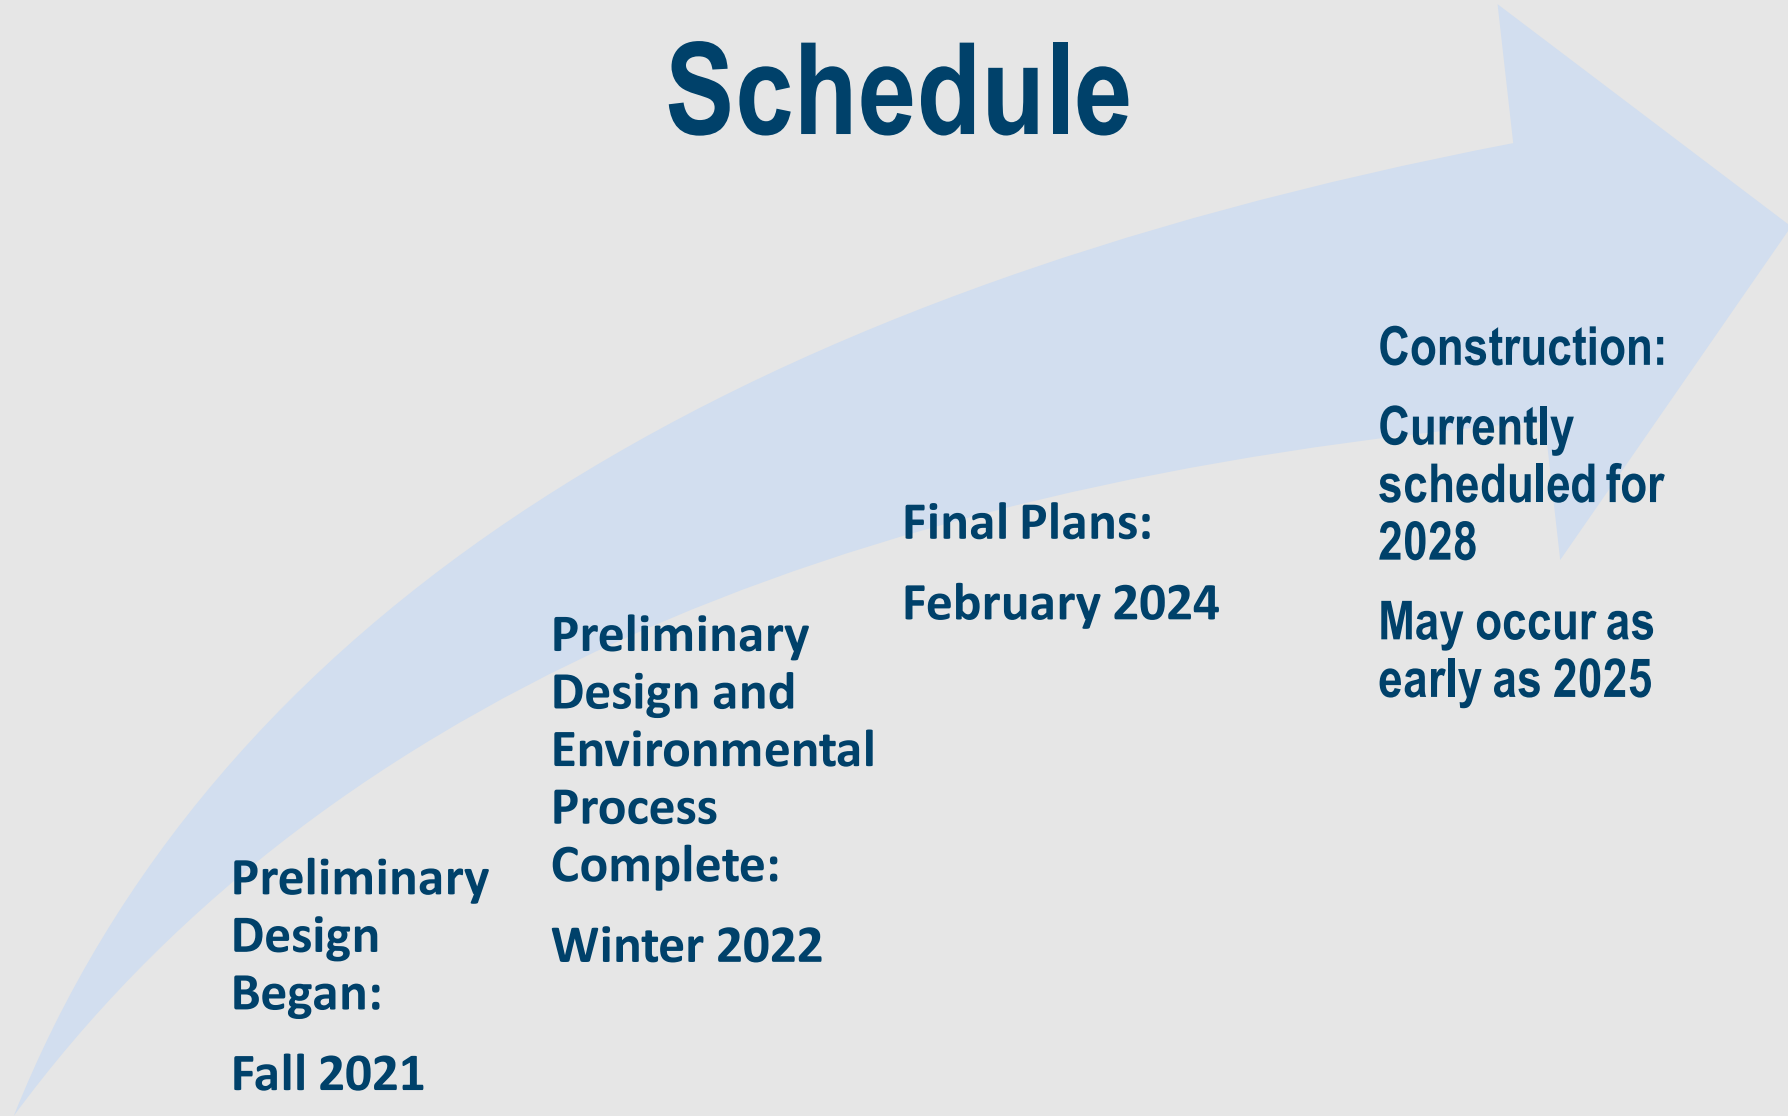 Schedule
Preliminary
Design
Began:
Fall 2021
Preliminary
Design and
Environmental
Process
Complete:
Winter 2022
Final Plans:
February 2024
Construction:
Currently
scheduled for
2028
May occur as
early as 2025